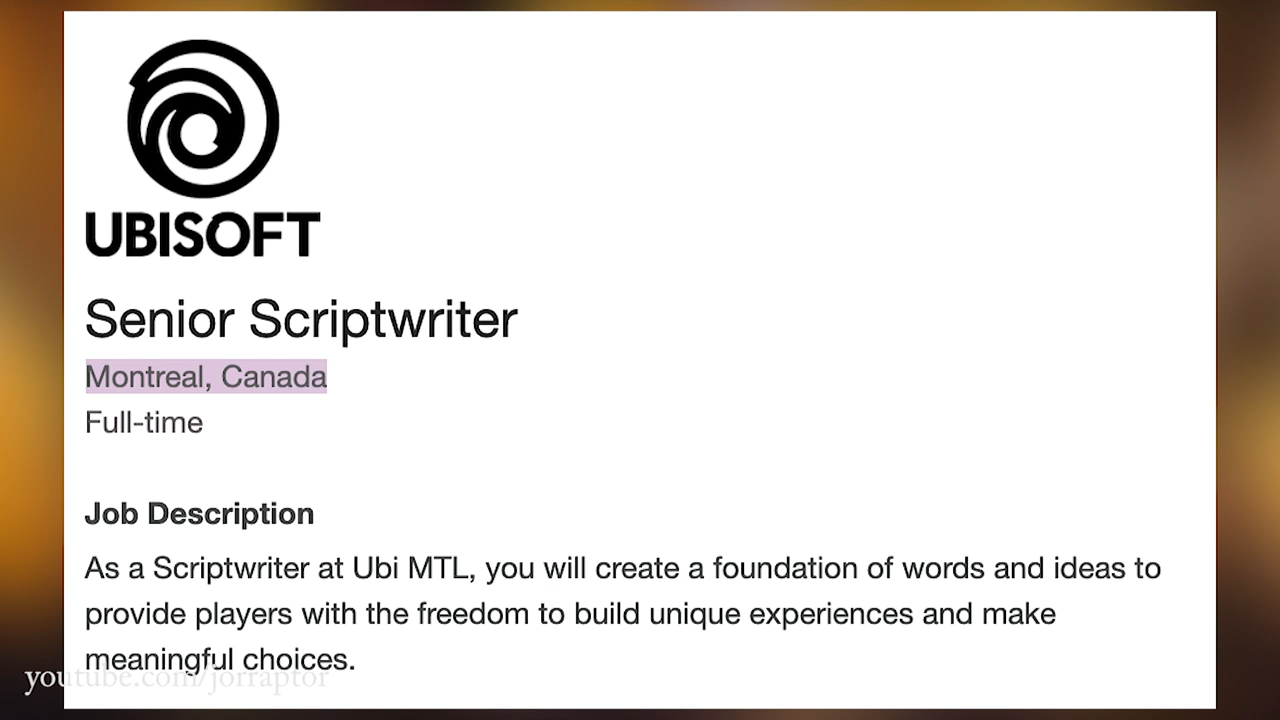 UBISOFT
Senior Scriptwriter
Montreal, Canada
Full-time
Job Description
As a Scriptwriter at Ubi MTL, you will create a foundation of words and ideas to
provide players with the freedom to build unique experiences and make
meaningful choices.
youtube.com/jorraptor